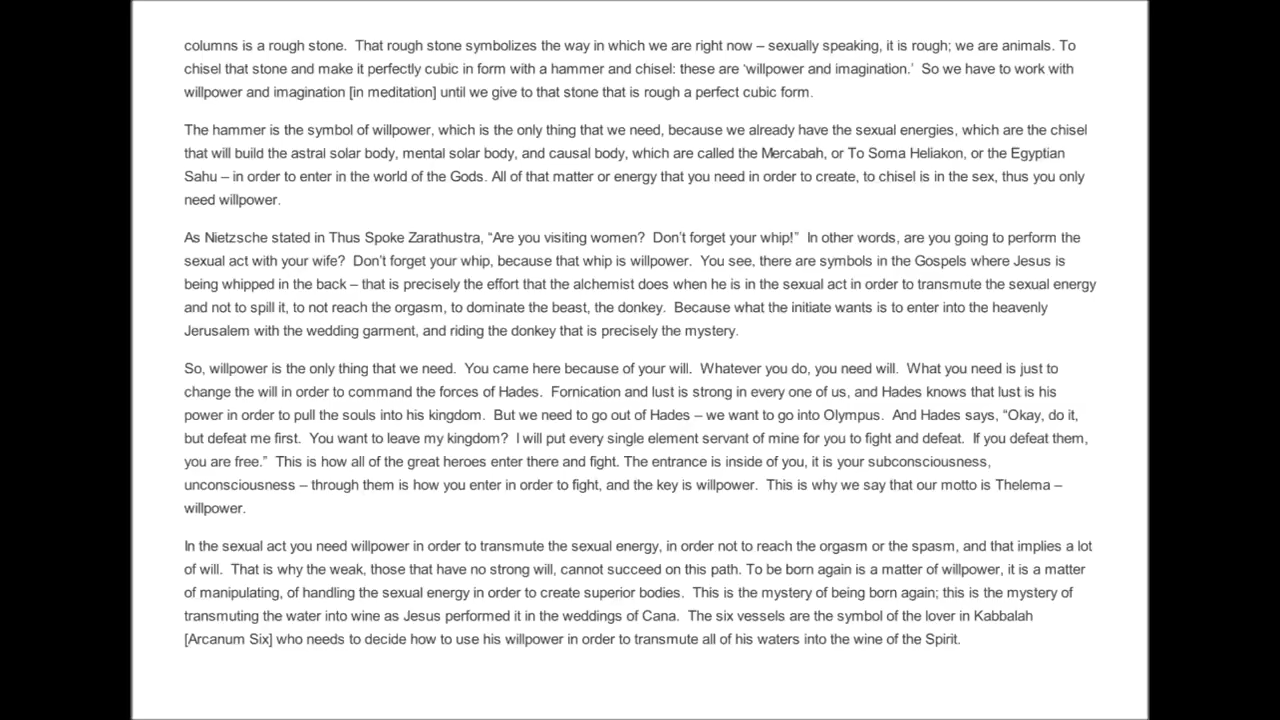 columns is a rough stone.  That rough stone symbolizes the way in which we are right now – sexually speaking, it is rough; we are animals. To
chisel that stone and make it perfectly cubic in form with a hammer and chisel: these are ‘willpower and imagination.’  So we have to work with
willpower and imagination [in meditation] until we give to that stone that is rough a perfect cubic form.
The hammer is the symbol of willpower, which is the only thing that we need, because we already have the sexual energies, which are the chisel
that will build the astral solar body, mental solar body, and causal body, which are called the Mercabah, or To Soma Heliakon, or the Egyptian
Sahu – in order to enter in the world of the Gods. All of that matter or energy that you need in order to create, to chisel is in the sex, thus you only
need willpower.
As Nietzsche stated in Thus Spoke Zarathustra, “Are you visiting women?  Don’t forget your whip!”  In other words, are you going to perform the
sexual act with your wife?  Don’t forget your whip, because that whip is willpower.  You see, there are symbols in the Gospels where Jesus is
being whipped in the back – that is precisely the effort that the alchemist does when he is in the sexual act in order to transmute the sexual energy
and not to spill it, to not reach the orgasm, to dominate the beast, the donkey.  Because what the initiate wants is to enter into the heavenly
Jerusalem with the wedding garment, and riding the donkey that is precisely the mystery.
So, willpower is the only thing that we need.  You came here because of your will.  Whatever you do, you need will.  What you need is just to
change the will in order to command the forces of Hades.  Fornication and lust is strong in every one of us, and Hades knows that lust is his
power in order to pull the souls into his kingdom.  But we need to go out of Hades – we want to go into Olympus.  And Hades says, “Okay, do it,
but defeat me first.  You want to leave my kingdom?  I will put every single element servant of mine for you to fight and defeat.  If you defeat them,
you are free.”  This is how all of the great heroes enter there and fight. The entrance is inside of you, it is your subconsciousness,
unconsciousness – through them is how you enter in order to fight, and the key is willpower.  This is why we say that our motto is Thelema –
willpower.
In the sexual act you need willpower in order to transmute the sexual energy, in order not to reach the orgasm or the spasm, and that implies a lot
of will.  That is why the weak, those that have no strong will, cannot succeed on this path. To be born again is a matter of willpower, it is a matter
of manipulating, of handling the sexual energy in order to create superior bodies.  This is the mystery of being born again; this is the mystery of
transmuting the water into wine as Jesus performed it in the weddings of Cana.  The six vessels are the symbol of the lover in Kabbalah
[Arcanum Six] who needs to decide how to use his willpower in order to transmute all of his waters into the wine of the Spirit.